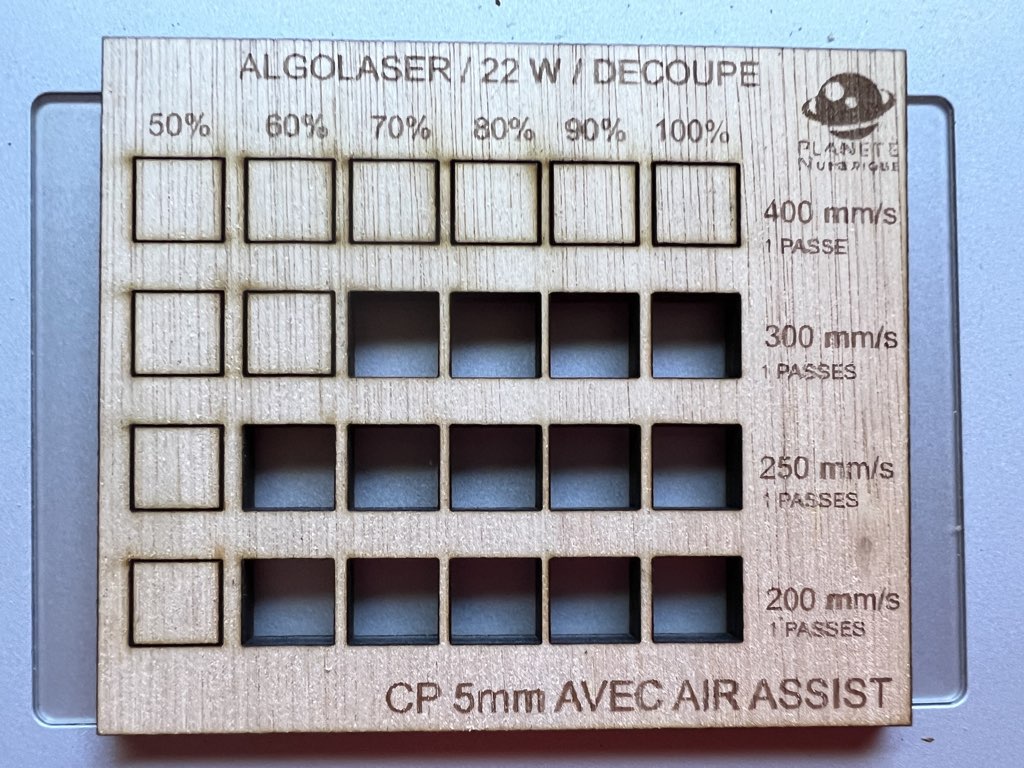 ALGOLASER / 22 W / DECOUPE
50% 60% 70% 80% 90% 100%
PLANETE
NUMERIQUE
400 mm/s
1 PASSE
300 mm/s
1 PASSES
250 mm/s
1 PASSES
200 mm/s
1 PASSES
CP 5mm AVEC AIR ASSIST